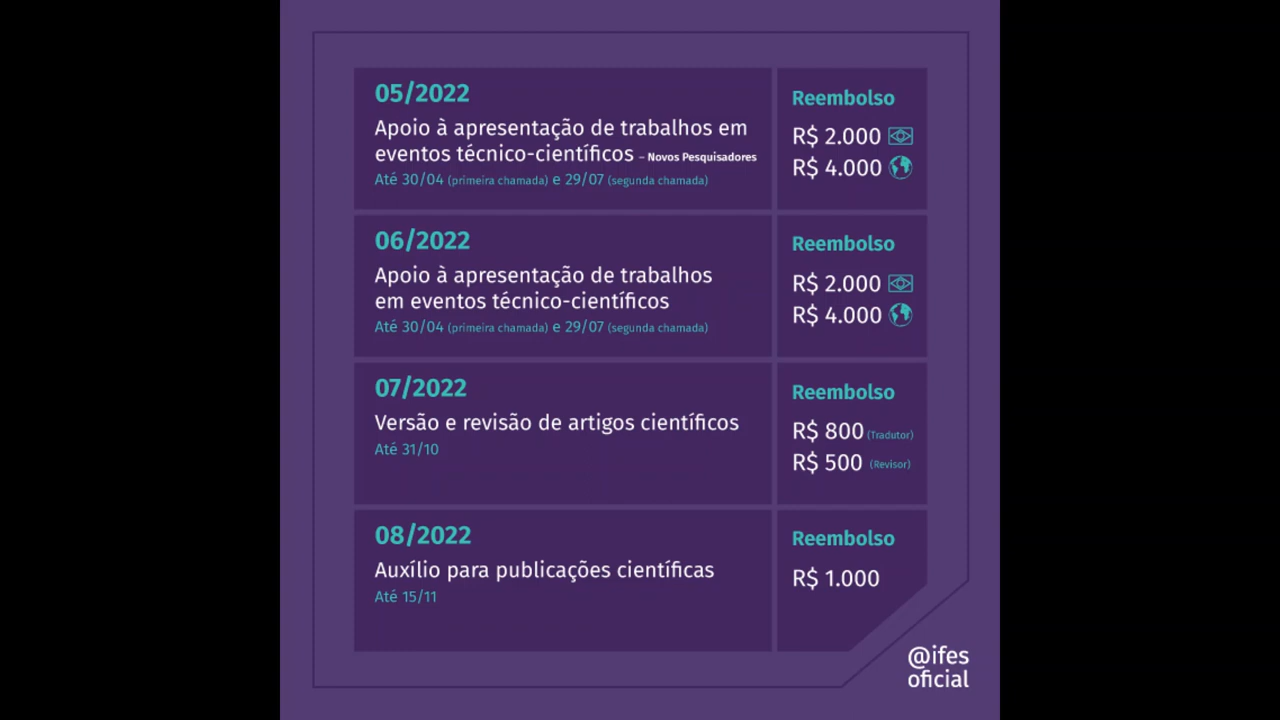 05/2022
Apoio à apresentação de trabalhos em
eventos técnico-científicos – Novos Pesquisadores
Até 30/04 (primeira chamada) e 29/07 (segunda chamada)
Reembolso
R$ 2.000
R$ 4.000
06/2022
Apoio à apresentação de trabalhos
em eventos técnico-científicos
Até 30/04 (primeira chamada) e 29/07 (segunda chamada)
Reembolso
R$ 2.000
R$ 4.000
07/2022
Versão e revisão de artigos científicos
Até 31/10
Reembolso
R$ 800 (Tradutor)
R$ 500 (Revisor)
08/2022
Auxílio para publicações científicas
Até 15/11
Reembolso
R$ 1.000
@ifes
oficial